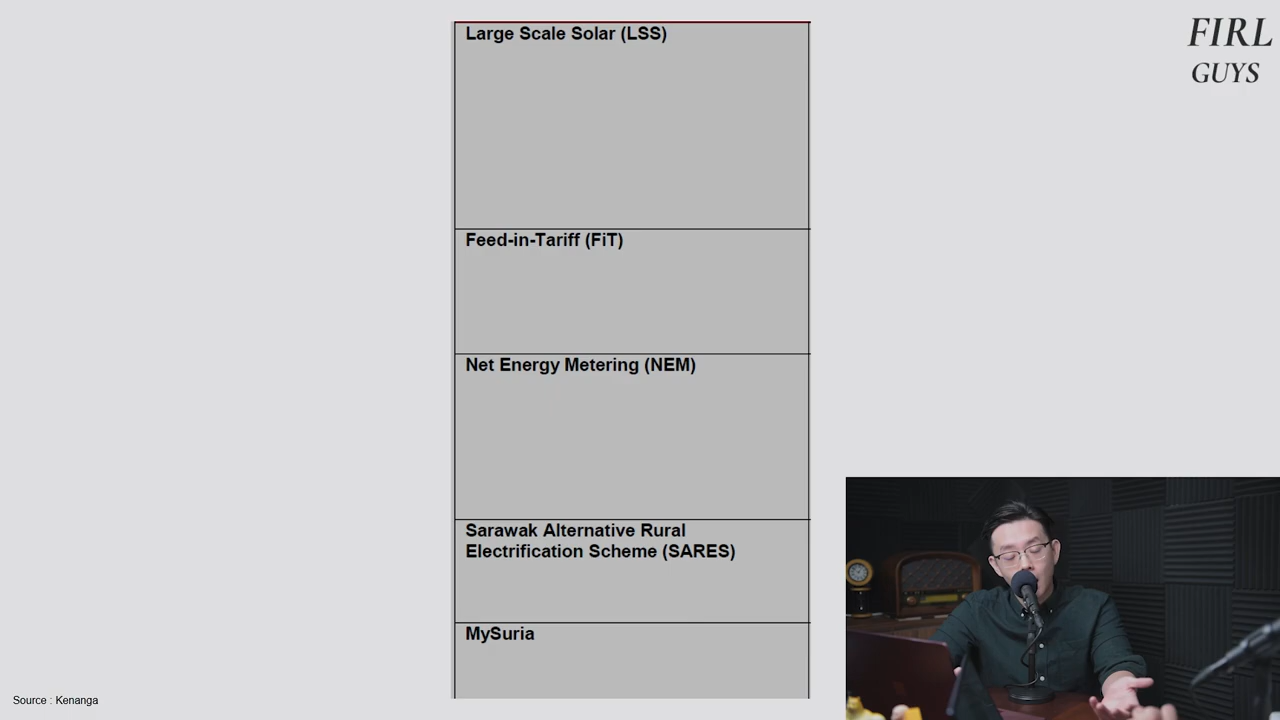 Large Scale Solar (LSS)
Feed-in-Tariff (FiT)
Net Energy Metering (NEM)
Sarawak Alternative Rural
Electrification Scheme (SARES)
MySuria
FIRL
GUYS
Source : Kenanga